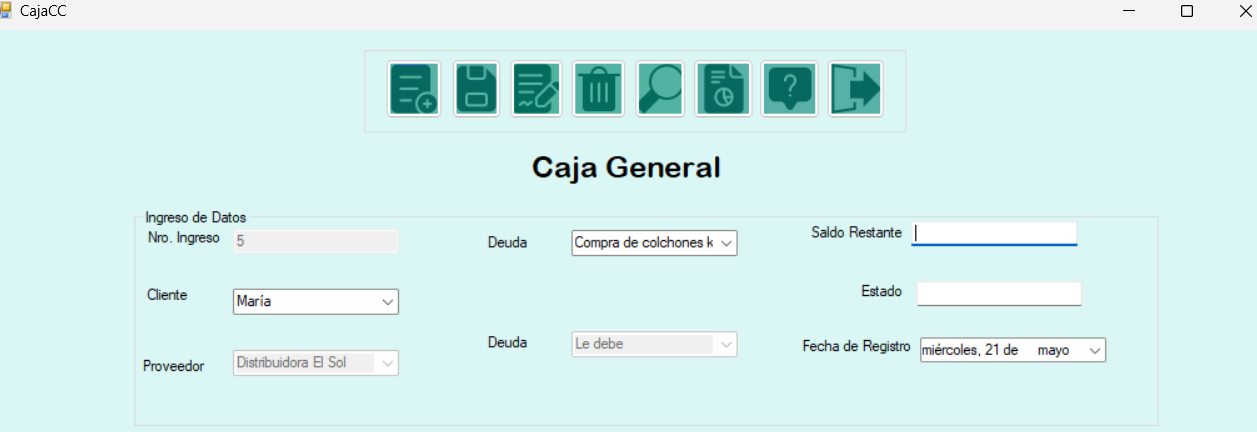 CajaCC
?
Caja General
Ingreso de Datos
Nro. Ingreso 5
Deuda Compra de colchones k
Saldo Restante
Cliente María
Estado
Proveedor Distribuidora El Sol
Deuda Le debe
Fecha de Registro miércoles, 21 de mayo